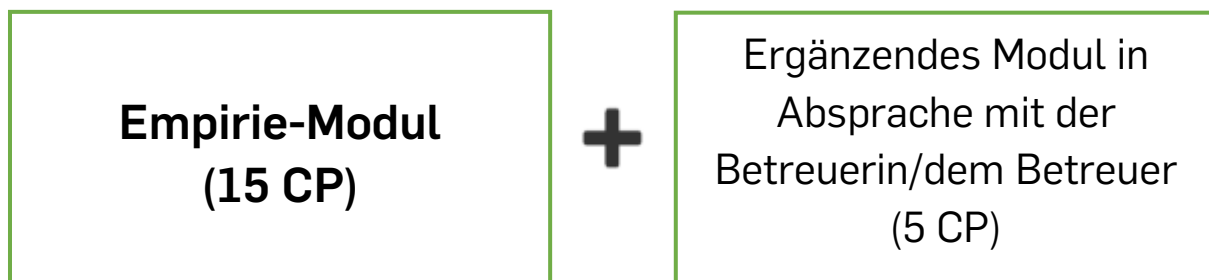 Empirie-Modul
(15 CP)
Ergänzendes Modul in
Absprache mit der
Betreuerin/dem Betreuer
(5 CP)